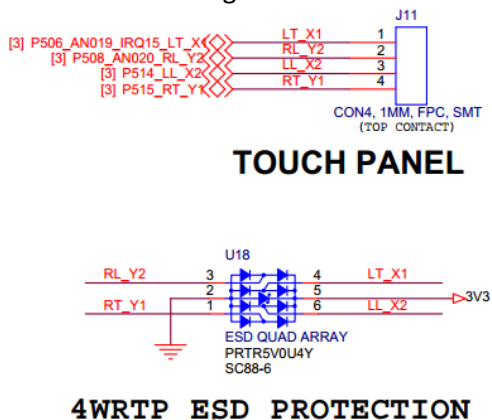 J11
[3] P506_AN019_IRQ15_LT_X1 LT_X1 1
[3] P508_AN020_RL_Y2 RL_Y2 2
[3] P514_LL_X2 LL_X2 3
[3] P515_RT_Y1 RT_Y1 4
CON4, 1MM, FPC, SMT
(TOP CONTACT)
TOUCH PANEL
U18
RL_Y2 3 4 LT_X1
2 5 3V3
RT_Y1 1 6 LL_X2
ESD QUAD ARRAY
PRTR5V0U4Y
SC88-6
4WRTP ESD PROTECTION